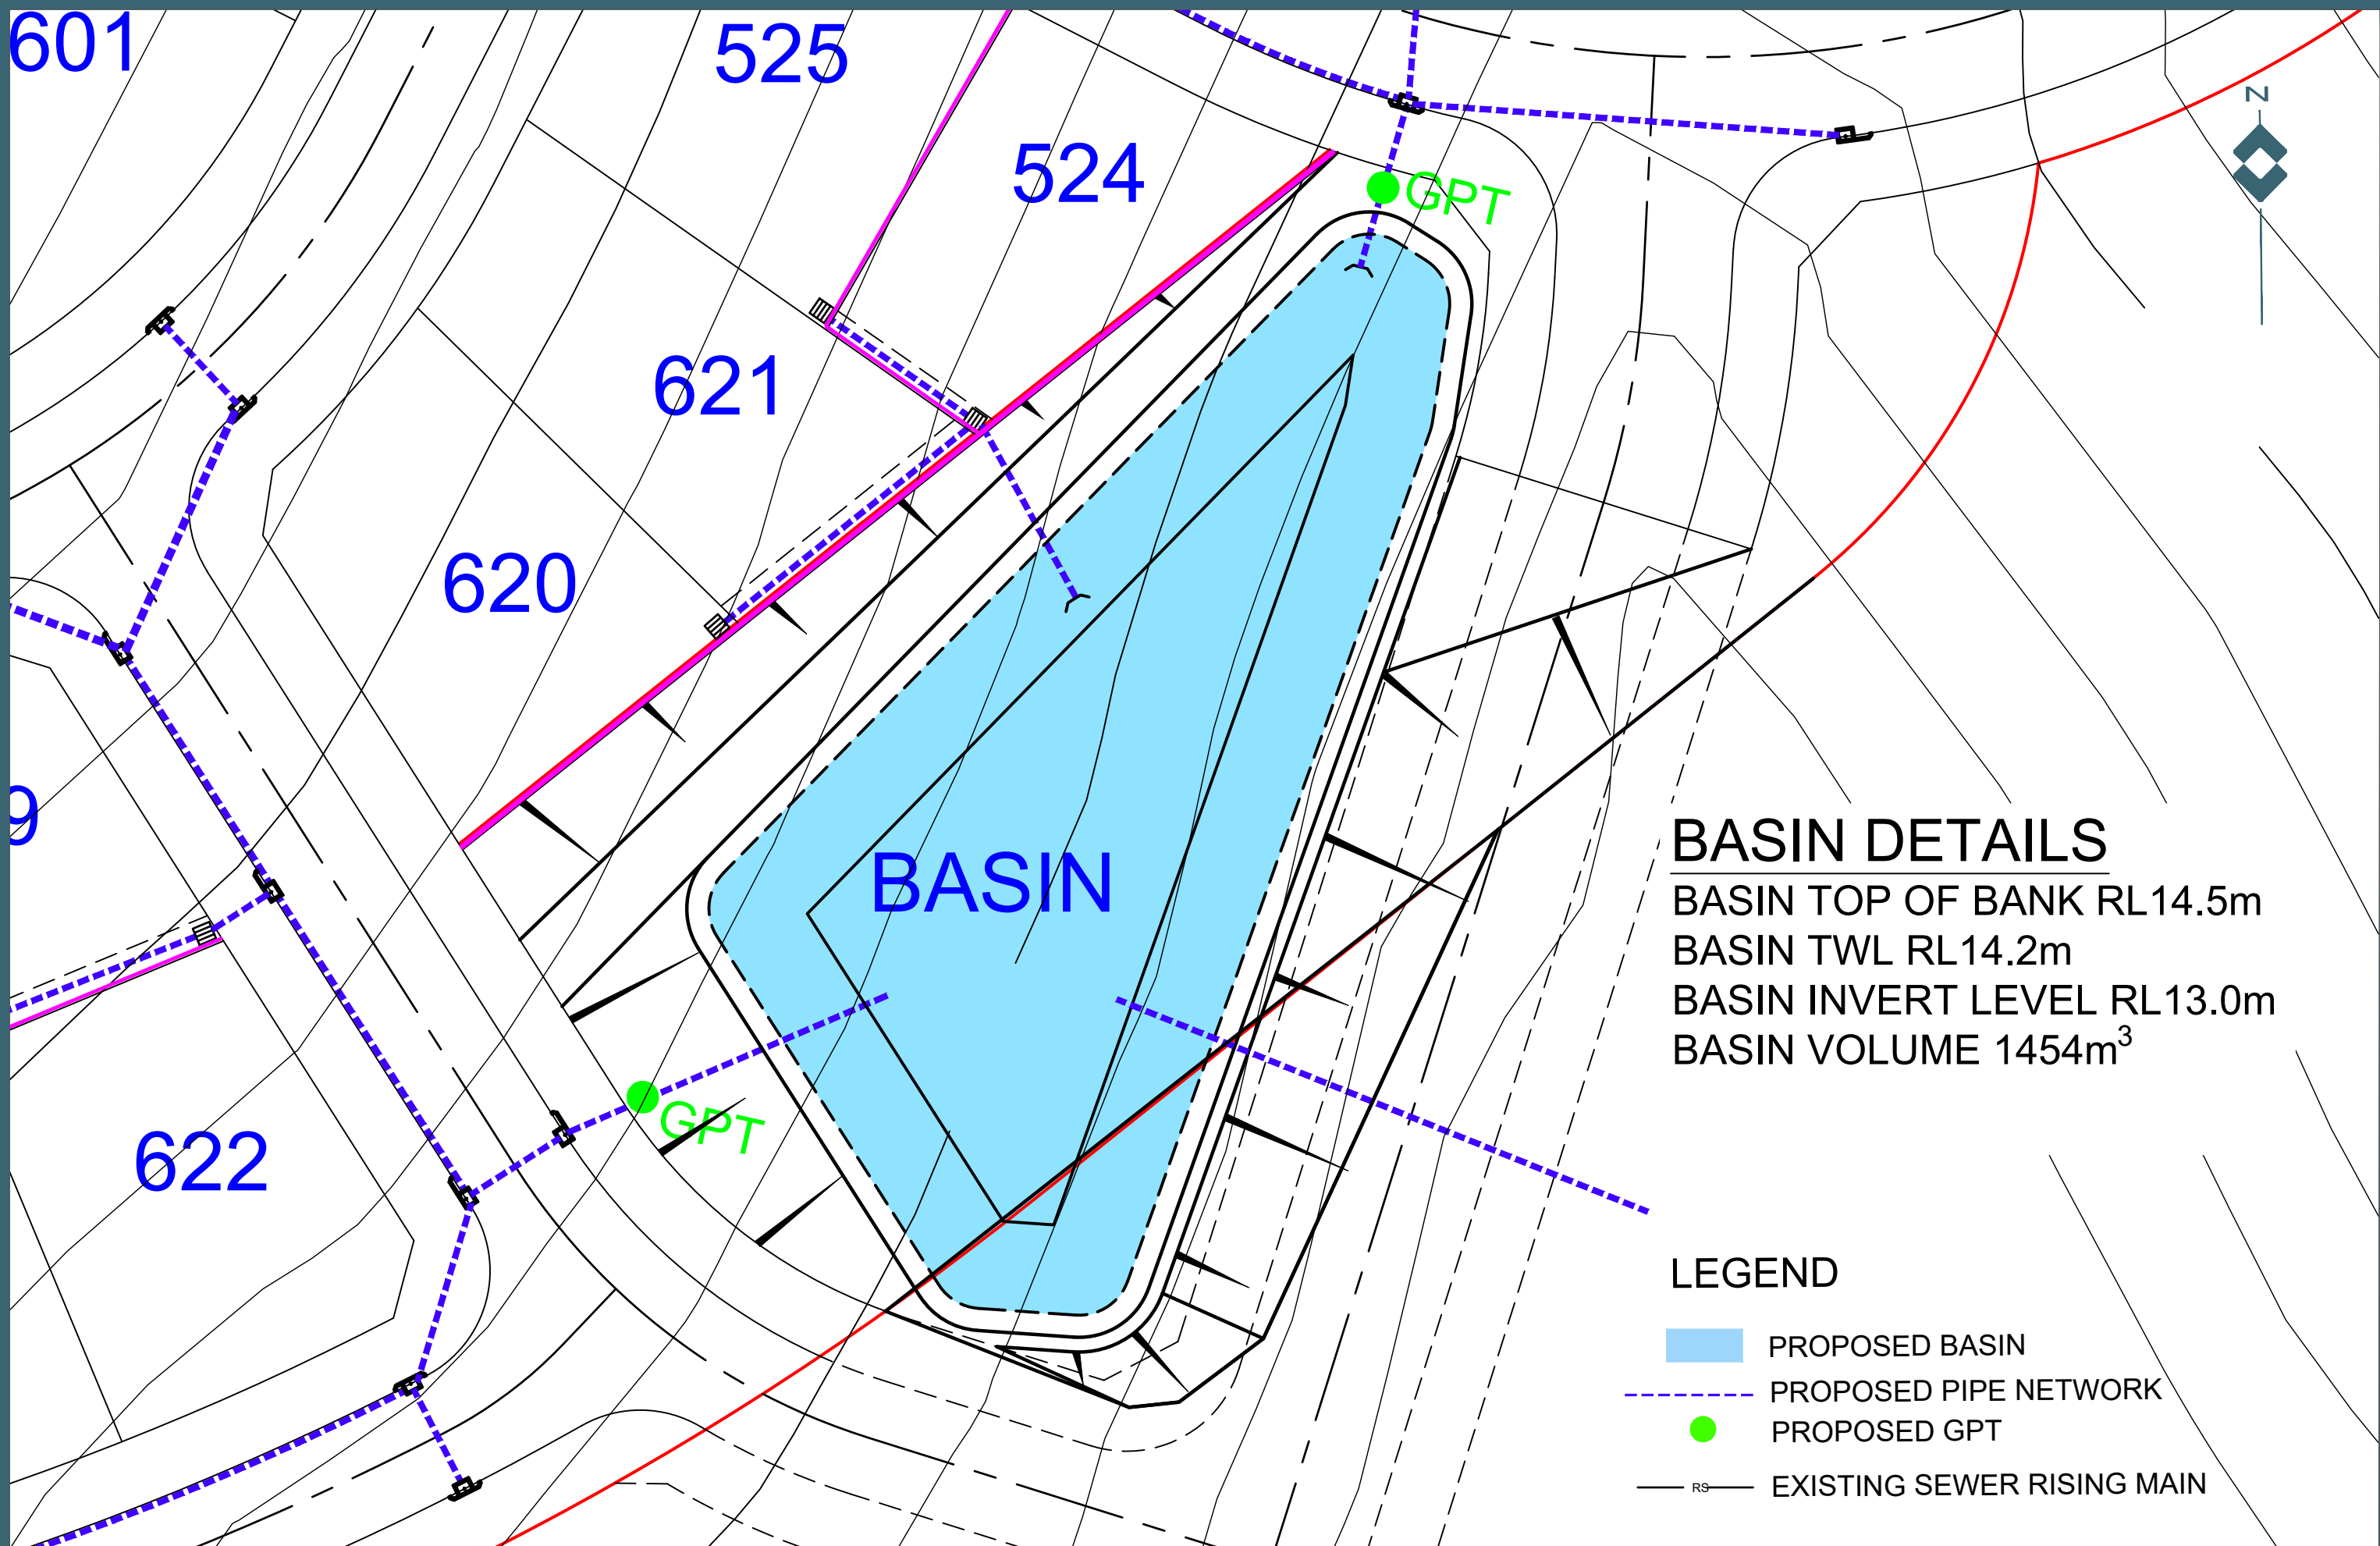 601
525
524
N
GPT
621
620
9
BASIN
GPT
622
BASIN DETAILS
BASIN TOP OF BANK RL14.5m
BASIN TWL RL14.2m
BASIN INVERT LEVEL RL13.0m
BASIN VOLUME 1454m³
LEGEND
PROPOSED BASIN
PROPOSED PIPE NETWORK
PROPOSED GPT
RS EXISTING SEWER RISING MAIN